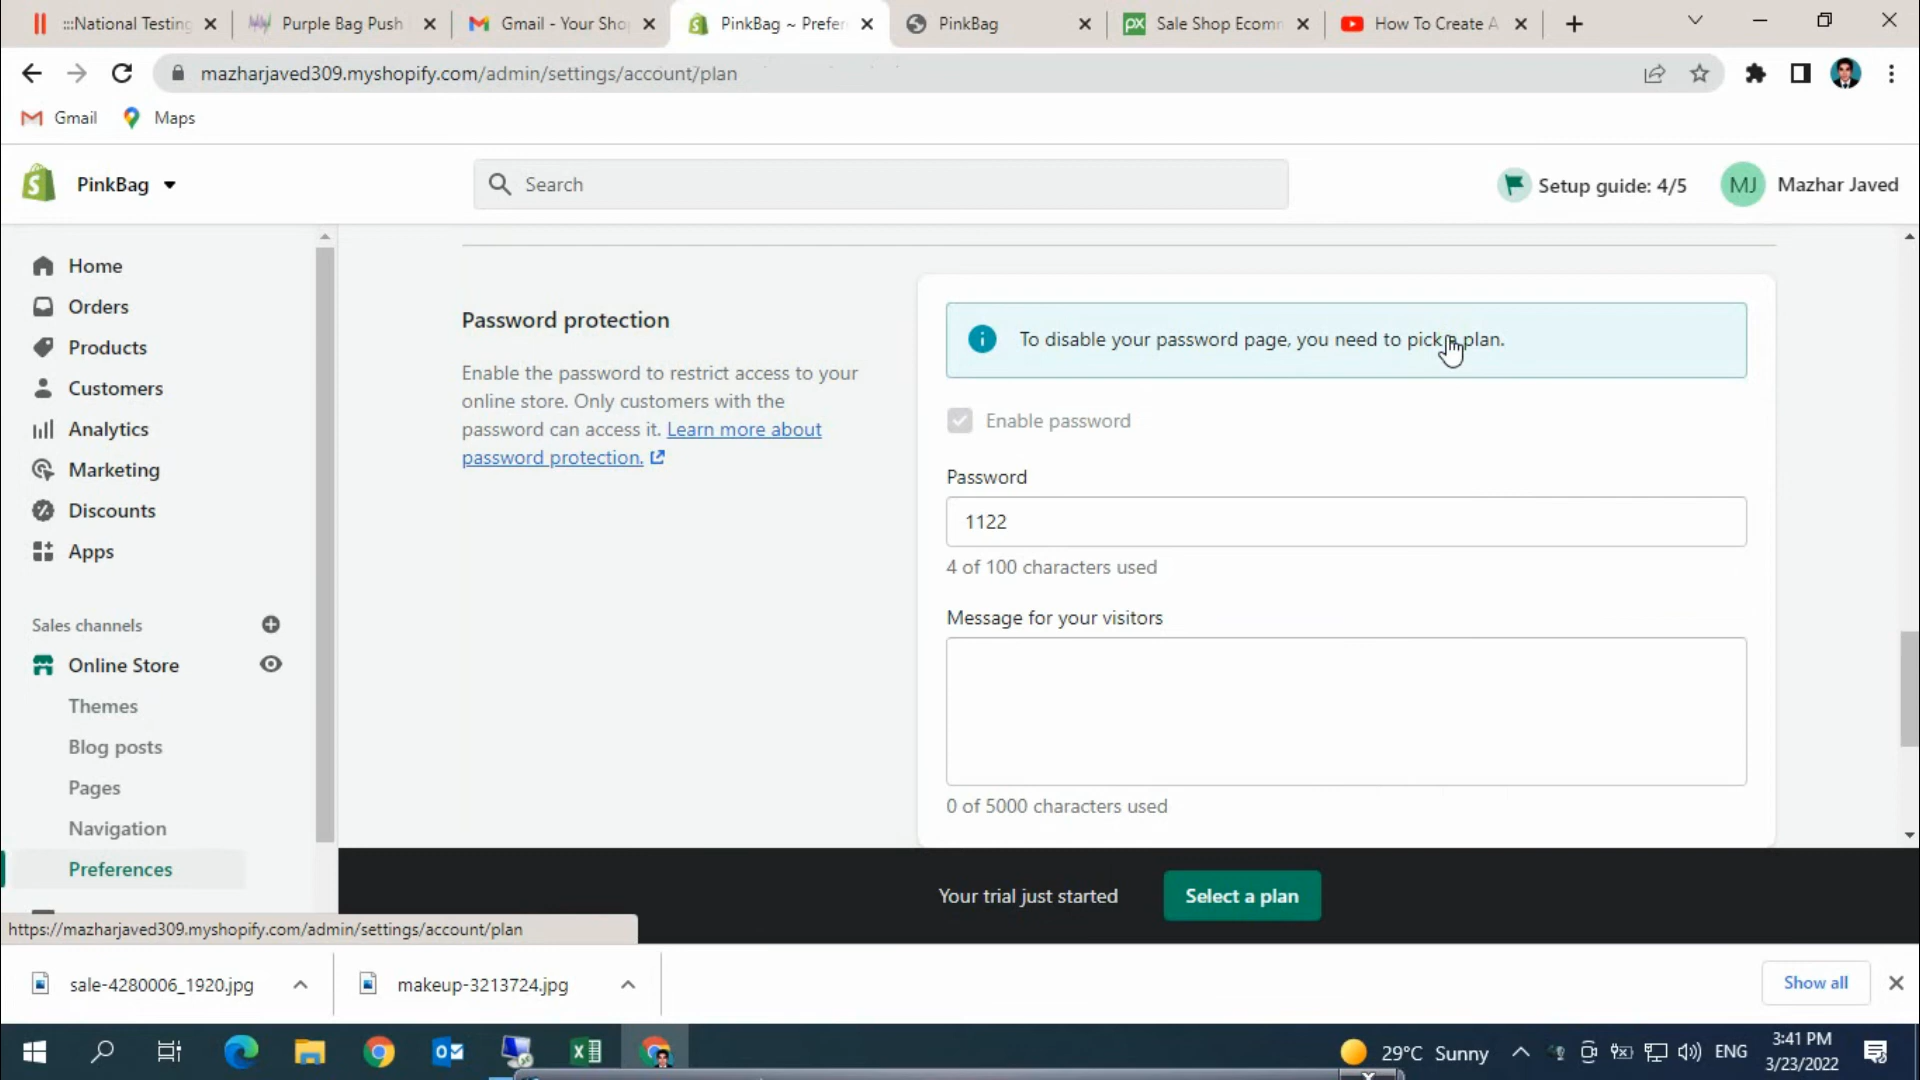 :::National Testing
Purple Bag Push
Gmail - Your Sho
PinkBag ~ Prefer
PinkBag
Sale Shop Ecomm
How To Create A
mazharjaved309.myshopify.com/admin/settings/account/plan
Gmail
Maps
PinkBag
Search
Setup guide: 4/5
MJ
Mazhar Javed
Home
Orders
Products
Customers
Analytics
Marketing
Discounts
Apps
Sales channels
Online Store
Themes
Blog posts
Pages
Navigation
Preferences
Password protection
Enable the password to restrict access to your
online store. Only customers with the
password can access it. Learn more about
password protection.
To disable your password page, you need to pick a plan.
Enable password
Password
1122
4 of 100 characters used
Message for your visitors
0 of 5000 characters used
Your trial just started
Select a plan
https://mazharjaved309.myshopify.com/admin/settings/account/plan
sale-4280006_1920.jpg
makeup-3213724.jpg
Show all
29°C Sunny
ENG
3:41 PM
3/23/2022